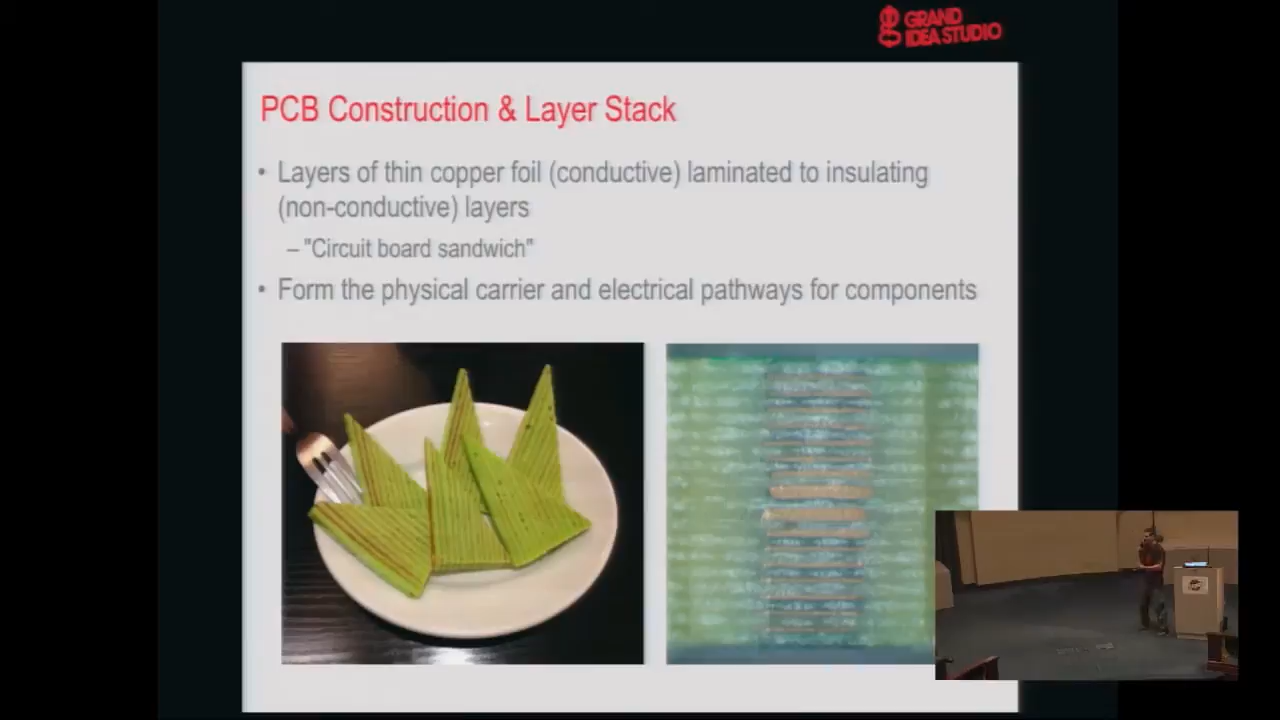 GRAND
IDEA STUDIO
PCB Construction & Layer Stack
• Layers of thin copper foil (conductive) laminated to insulating
(non-conductive) layers
– "Circuit board sandwich"
• Form the physical carrier and electrical pathways for components